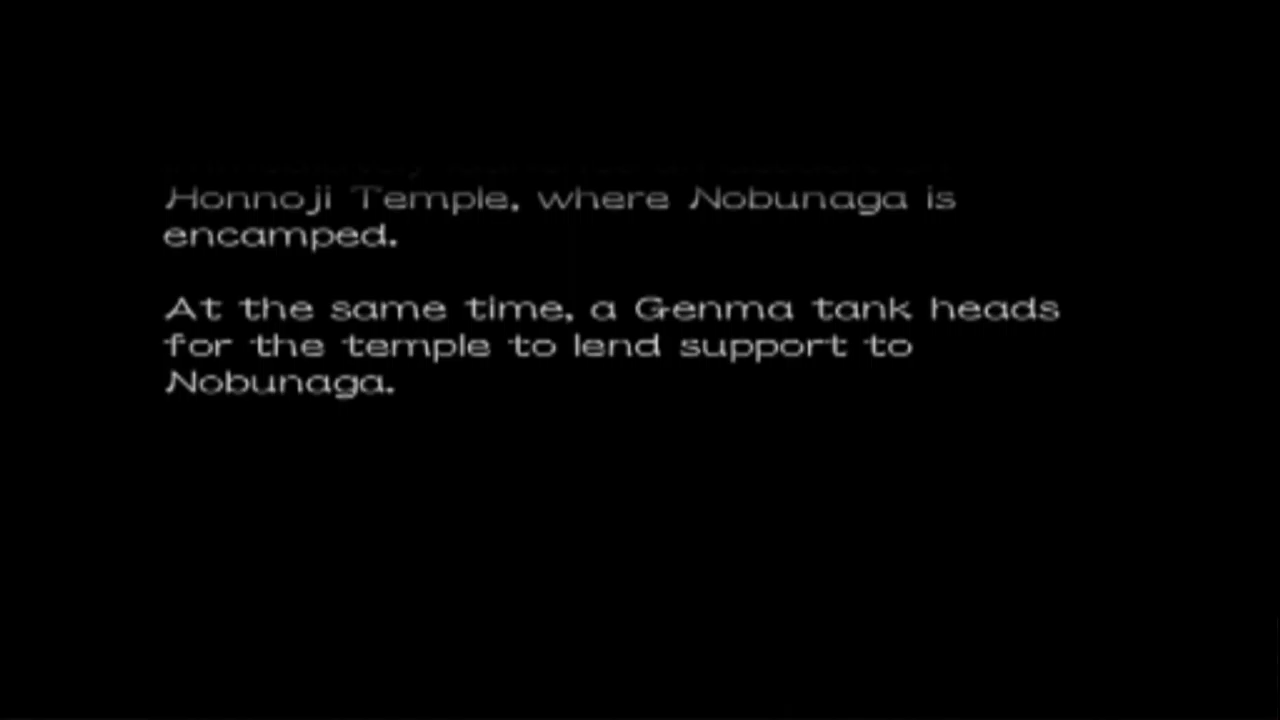 Honnoji Temple, where Nobunaga is
encamped.
At the same time, a Genma tank heads
for the temple to lend support to
Nobunaga.